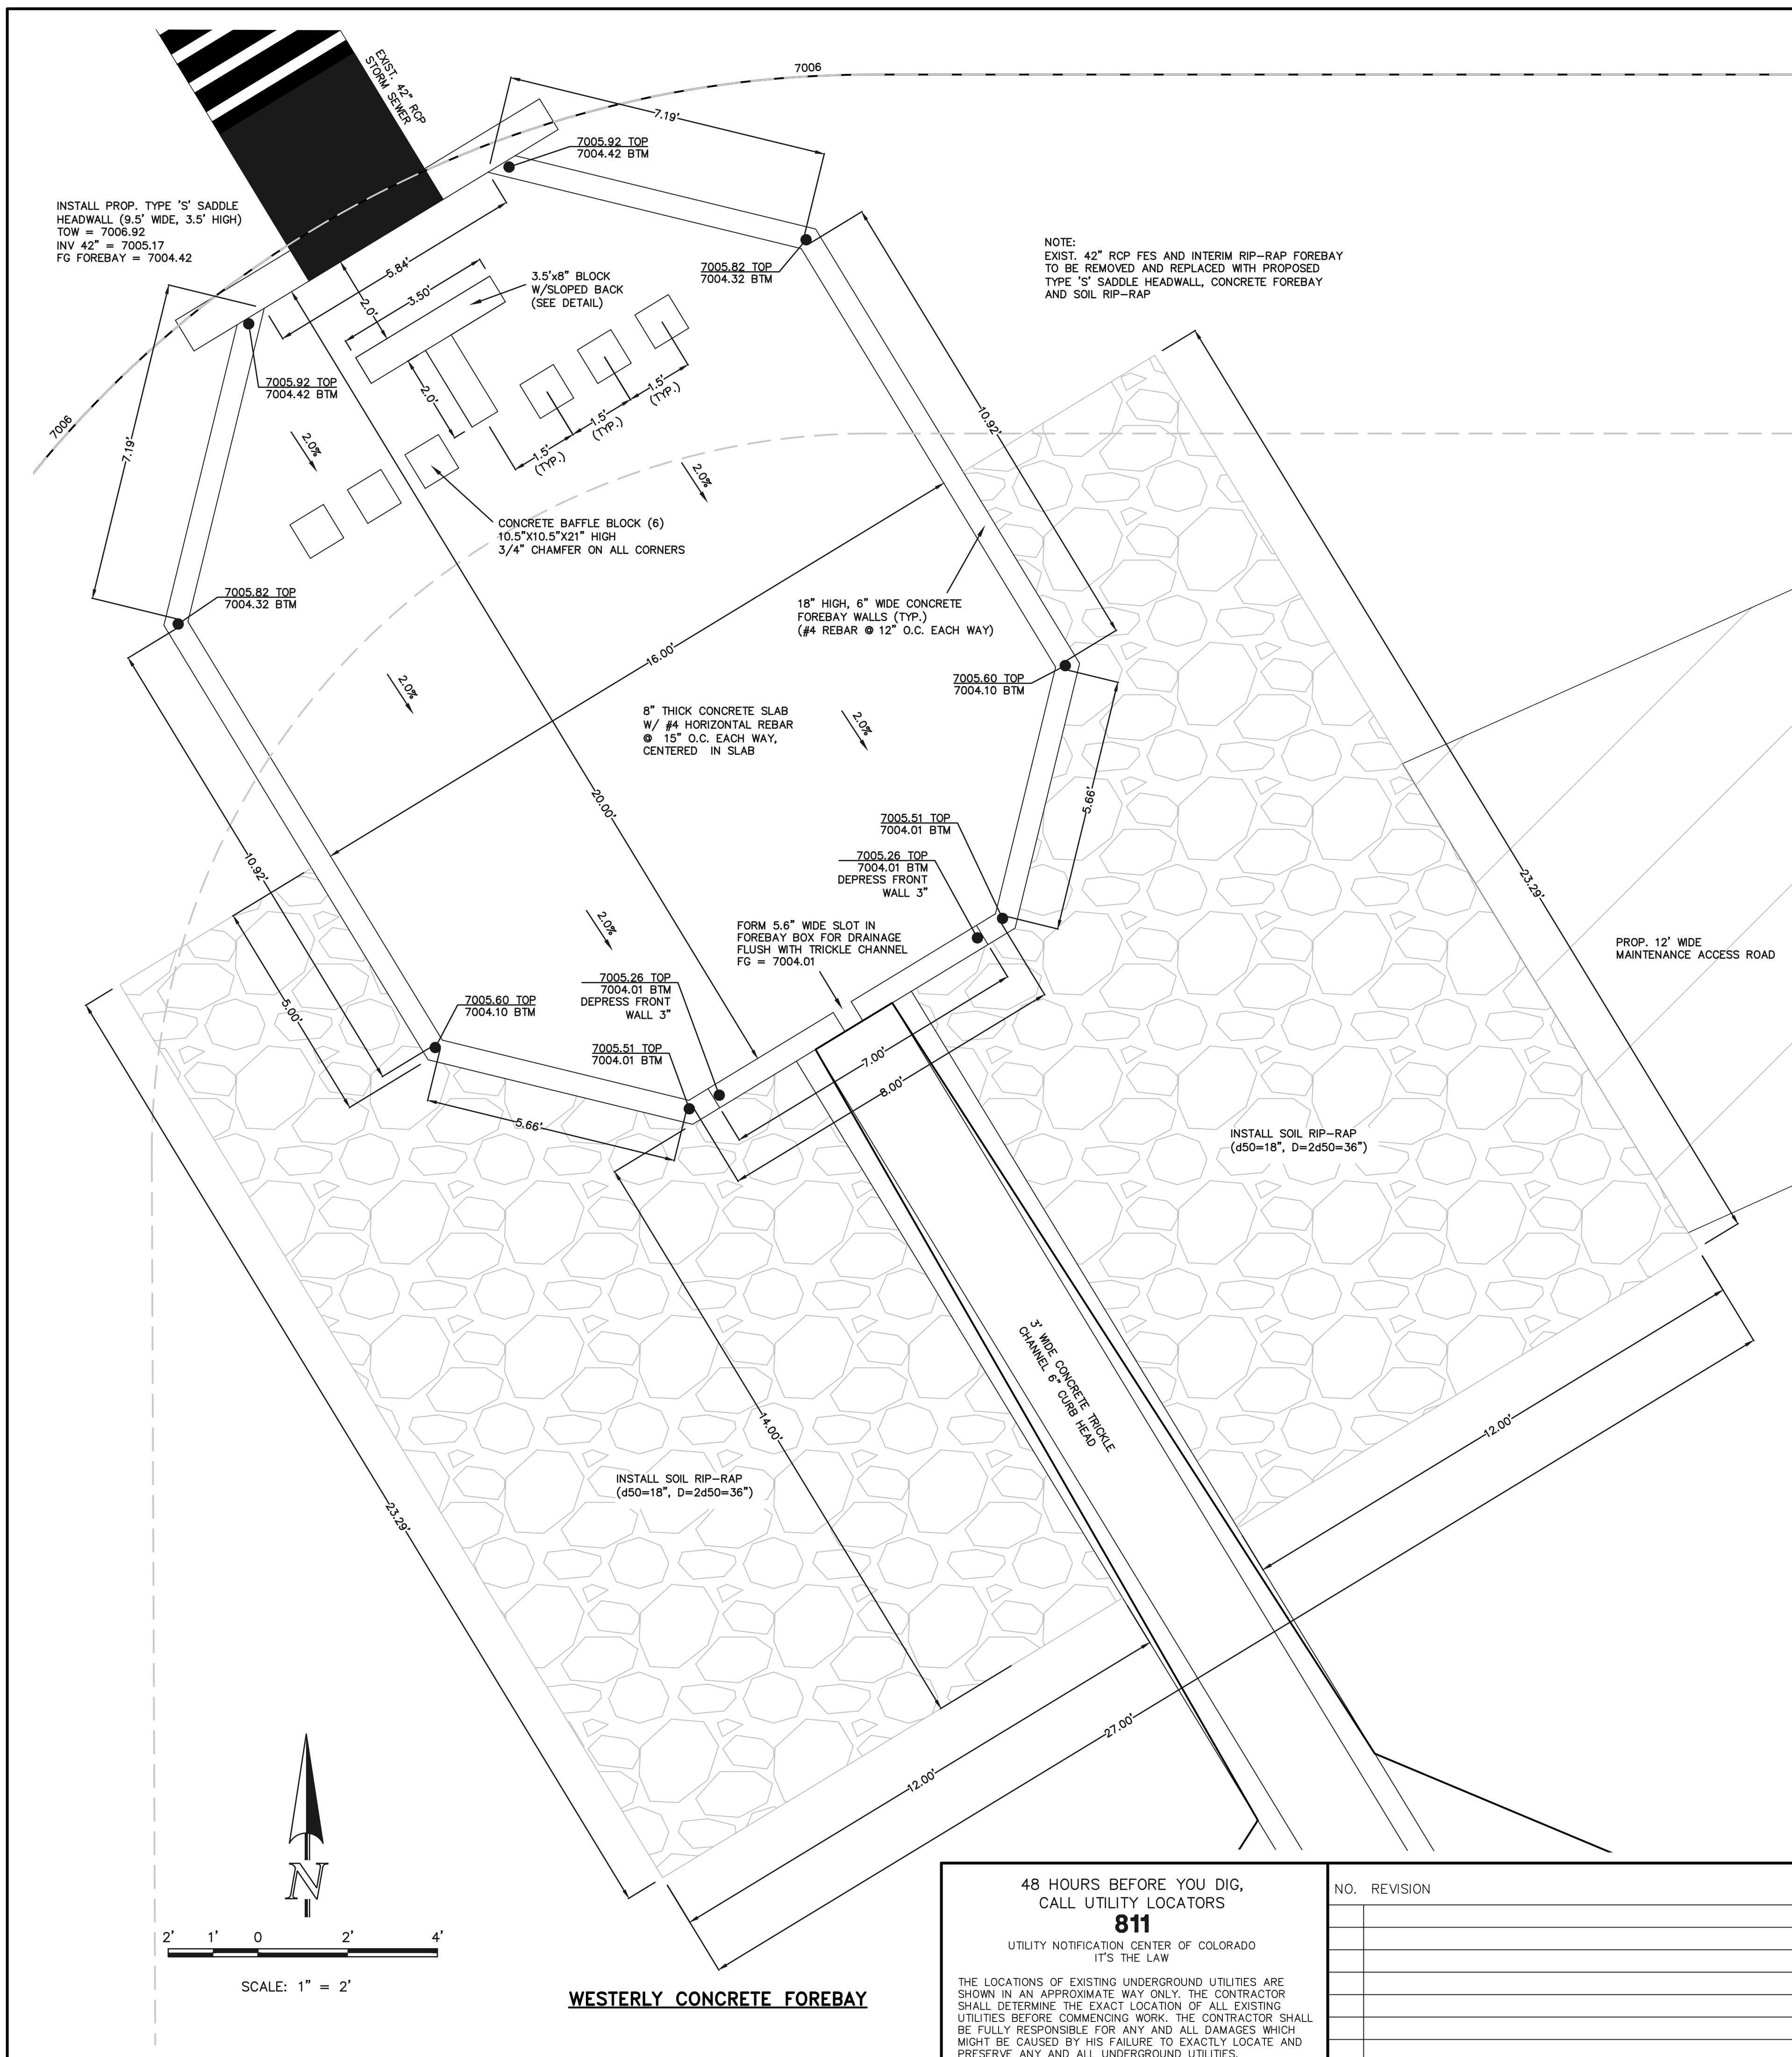 EXIST. 42" RCP
STORM SEWER
7006
7.19'
7005.92 TOP
7004.42 BTM
INSTALL PROP. TYPE 'S' SADDLE
HEADWALL (9.5' WIDE, 3.5' HIGH)
TOW = 7006.92
INV 42" = 7005.17
FG FOREBAY = 7004.42
5.84'
3.50'
2.0'
3.5'x8" BLOCK
W/SLOPED BACK
(SEE DETAIL)
7005.82 TOP
7004.32 BTM
NOTE:
EXIST. 42" RCP FES AND INTERIM RIP-RAP FOREBAY
TO BE REMOVED AND REPLACED WITH PROPOSED
TYPE 'S' SADDLE HEADWALL, CONCRETE FOREBAY
AND SOIL RIP-RAP
7005.92 TOP
7004.42 BTM
2.0'
1.5'
(TYP.)
1.5'
(TYP.)
1.5'
(TYP.)
10.92'
7006
7.19'
2.0%
2.0%
CONCRETE BAFFLE BLOCK (6)
10.5"X10.5"X21" HIGH
3/4" CHAMFER ON ALL CORNERS
7005.82 TOP
7004.32 BTM
18" HIGH, 6" WIDE CONCRETE
FOREBAY WALLS (TYP.)
(#4 REBAR @ 12" O.C. EACH WAY)
16.00'
7005.60 TOP
7004.10 BTM
2.0%
8" THICK CONCRETE SLAB
W/ #4 HORIZONTAL REBAR
@ 15" O.C. EACH WAY,
CENTERED IN SLAB
2.0%
20.00'
5.66'
7005.51 TOP
7004.01 BTM
7005.26 TOP
7004.01 BTM
DEPRESS FRONT
WALL 3"
10.92'
23.29'
2.0%
FORM 5.6" WIDE SLOT IN
FOREBAY BOX FOR DRAINAGE
FLUSH WITH TRICKLE CHANNEL
FG = 7004.01
PROP. 12' WIDE
MAINTENANCE ACCESS ROAD
5.00'
7005.60 TOP
7004.10 BTM
7005.26 TOP
7004.01 BTM
DEPRESS FRONT
WALL 3"
7005.51 TOP
7004.01 BTM
7.00'
8.00'
5.66'
INSTALL SOIL RIP-RAP
(d50=18", D=2d50=36")
3' WIDE CONCRETE TRICKLE
CHANNEL 6" CURB HEAD
14.00'
12.00'
INSTALL SOIL RIP-RAP
(d50=18", D=2d50=36")
23.29'
27.00'
12.00'
N
2' 1' 0 2' 4'
SCALE: 1" = 2'
WESTERLY CONCRETE FOREBAY
48 HOURS BEFORE YOU DIG,
CALL UTILITY LOCATORS
811
UTILITY NOTIFICATION CENTER OF COLORADO
IT'S THE LAW
THE LOCATIONS OF EXISTING UNDERGROUND UTILITIES ARE
SHOWN IN AN APPROXIMATE WAY ONLY. THE CONTRACTOR
SHALL DETERMINE THE EXACT LOCATION OF ALL EXISTING
UTILITIES BEFORE COMMENCING WORK. THE CONTRACTOR SHALL
BE FULLY RESPONSIBLE FOR ANY AND ALL DAMAGES WHICH
MIGHT BE CAUSED BY HIS FAILURE TO EXACTLY LOCATE AND
PRESERVE ANY AND ALL UNDERGROUND UTILITIES.
NO. REVISION